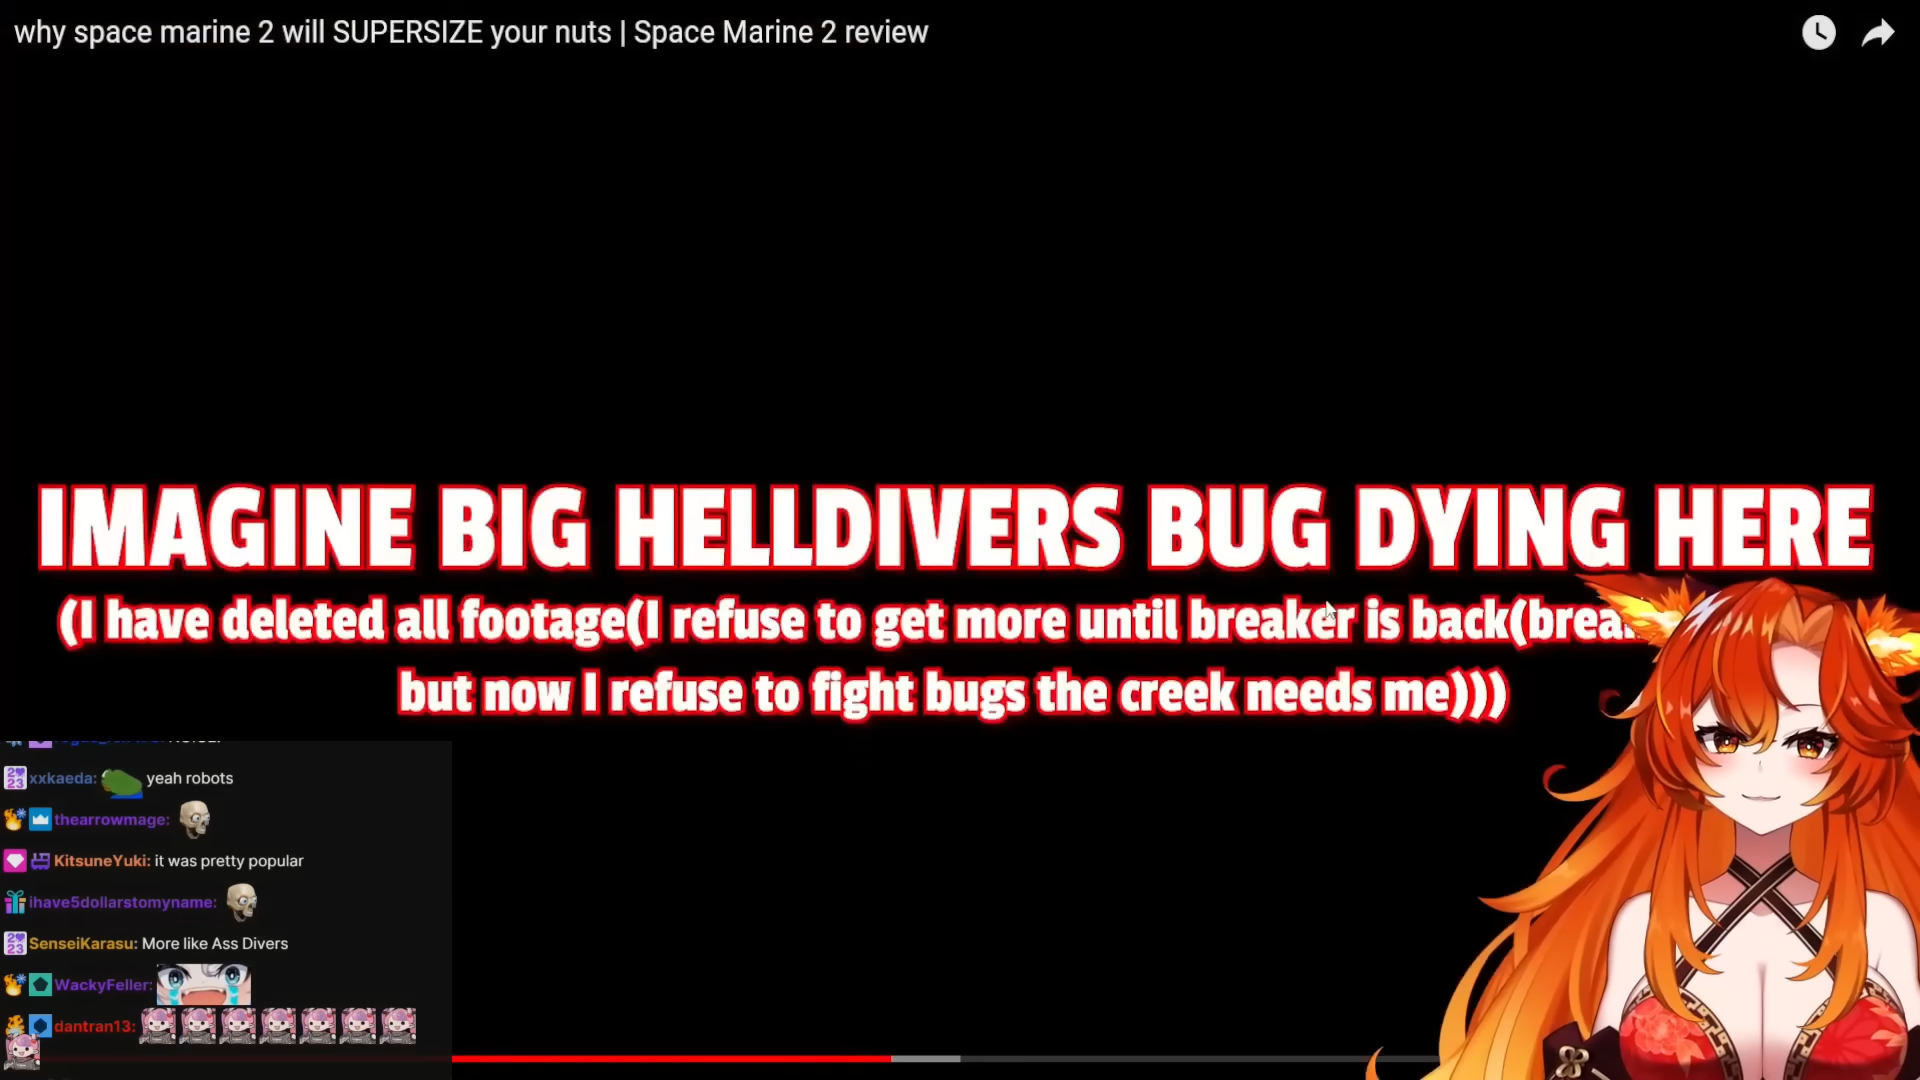 why space marine 2 will SUPERSIZE your nuts | Space Marine 2 review
IMAGINE BIG HELLDIVERS BUG DYING HERE
(I have deleted all footage(I refuse to get more until breaker is back(brea
but now I refuse to fight bugs the creek needs me)))
xxkaeda: yeah robots
thearrowmage:
KitsuneYuki: it was pretty popular
ihave5dollarstomyname:
SenseiKarasu: More like Ass Divers
WackyFeller:
dantran13: